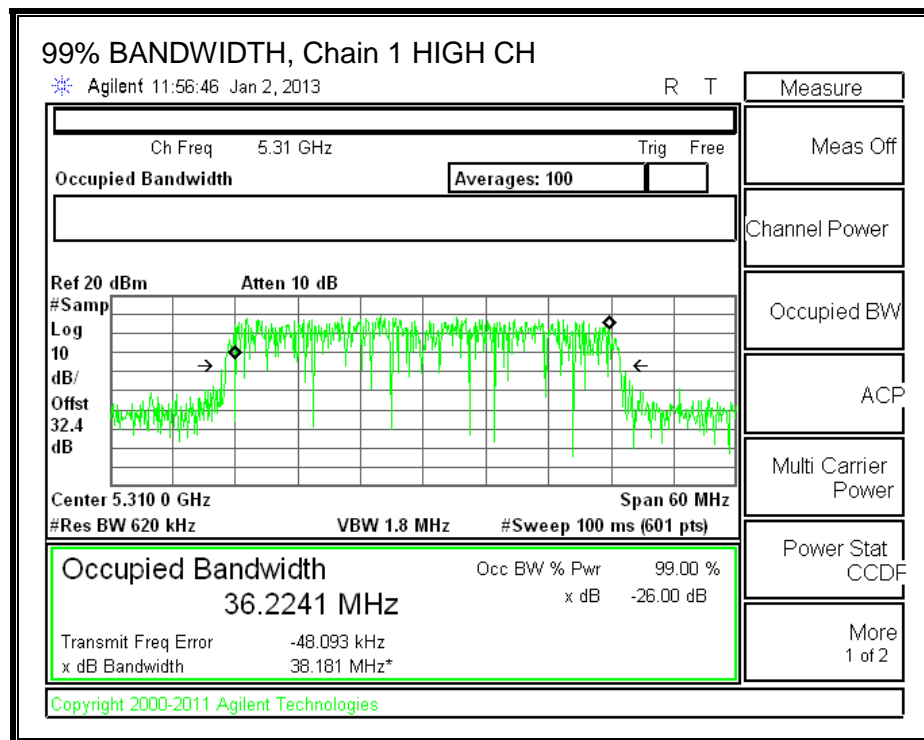 99% BANDWIDTH, Chain 1 HIGH CH
Agilent 11:56:46 Jan 2, 2013 R T
Ch Freq 5.31 GHz Trig Free
Occupied Bandwidth Averages: 100
Ref 20 dBm Atten 10 dB
#Samp
Log
10
dB/
Offst
32.4
dB
Center 5.310 0 GHz Span 60 MHz
#Res BW 620 kHz VBW 1.8 MHz #Sweep 100 ms (601 pts)
Occupied Bandwidth Occ BW % Pwr 99.00 %
36.2241 MHz x dB -26.00 dB
Transmit Freq Error -48.093 kHz
x dB Bandwidth 38.181 MHz*
Copyright 2000-2011 Agilent Technologies
Measure
Meas Off
Channel Power
Occupied BW
ACP
Multi Carrier
Power
Power Stat
CCDF
More
1 of 2